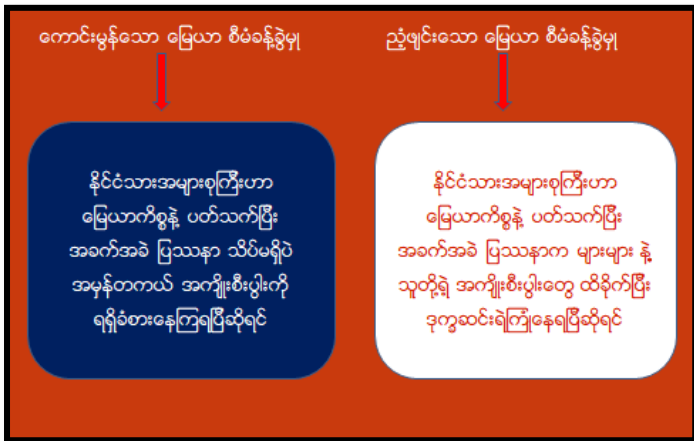 ကောင်းမွန်သော မြေယာ စီမံခန့်ခွဲမှု
ညံ့ဖျင်းသော မြေယာ စီမံခန့်ခွဲမှု
နိုင်ငံသားအများစုကြီးဟာ
မြေယာကိစ္စနဲ့ ပတ်သက်ပြီး
အခက်အခဲ ပြဿနာ သိပ်မရှိပဲ
အမှန်တကယ် အကျိုးစီးပွါးကို
ရရှိခံစားနေကြရပြီဆိုရင်
နိုင်ငံသားအများစုကြီးဟာ
မြေယာကိစ္စနဲ့ ပတ်သက်ပြီး
အခက်အခဲ ပြဿနာက များများ နဲ့
သူတို့ရဲ့ အကျိုးစီးပွါးတွေ ထိခိုက်ပြီး
ဒုက္ခဆင်းရဲကြုံနေရပြီဆိုရင်